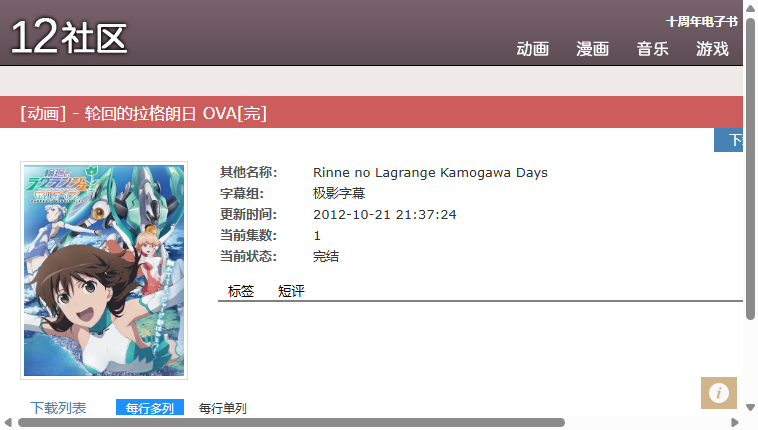 12社区
十周年电子书
动画 漫画 音乐 游戏
[动画] - 轮回的拉格朗日 OVA[完]
其他名称: Rinne no Lagrange Kamogawa Days
字幕组: 极影字幕
更新时间: 2012-10-21 21:37:24
当前集数: 1
当前状态: 完结
标签 短评
下载列表 每行多列 每行单列